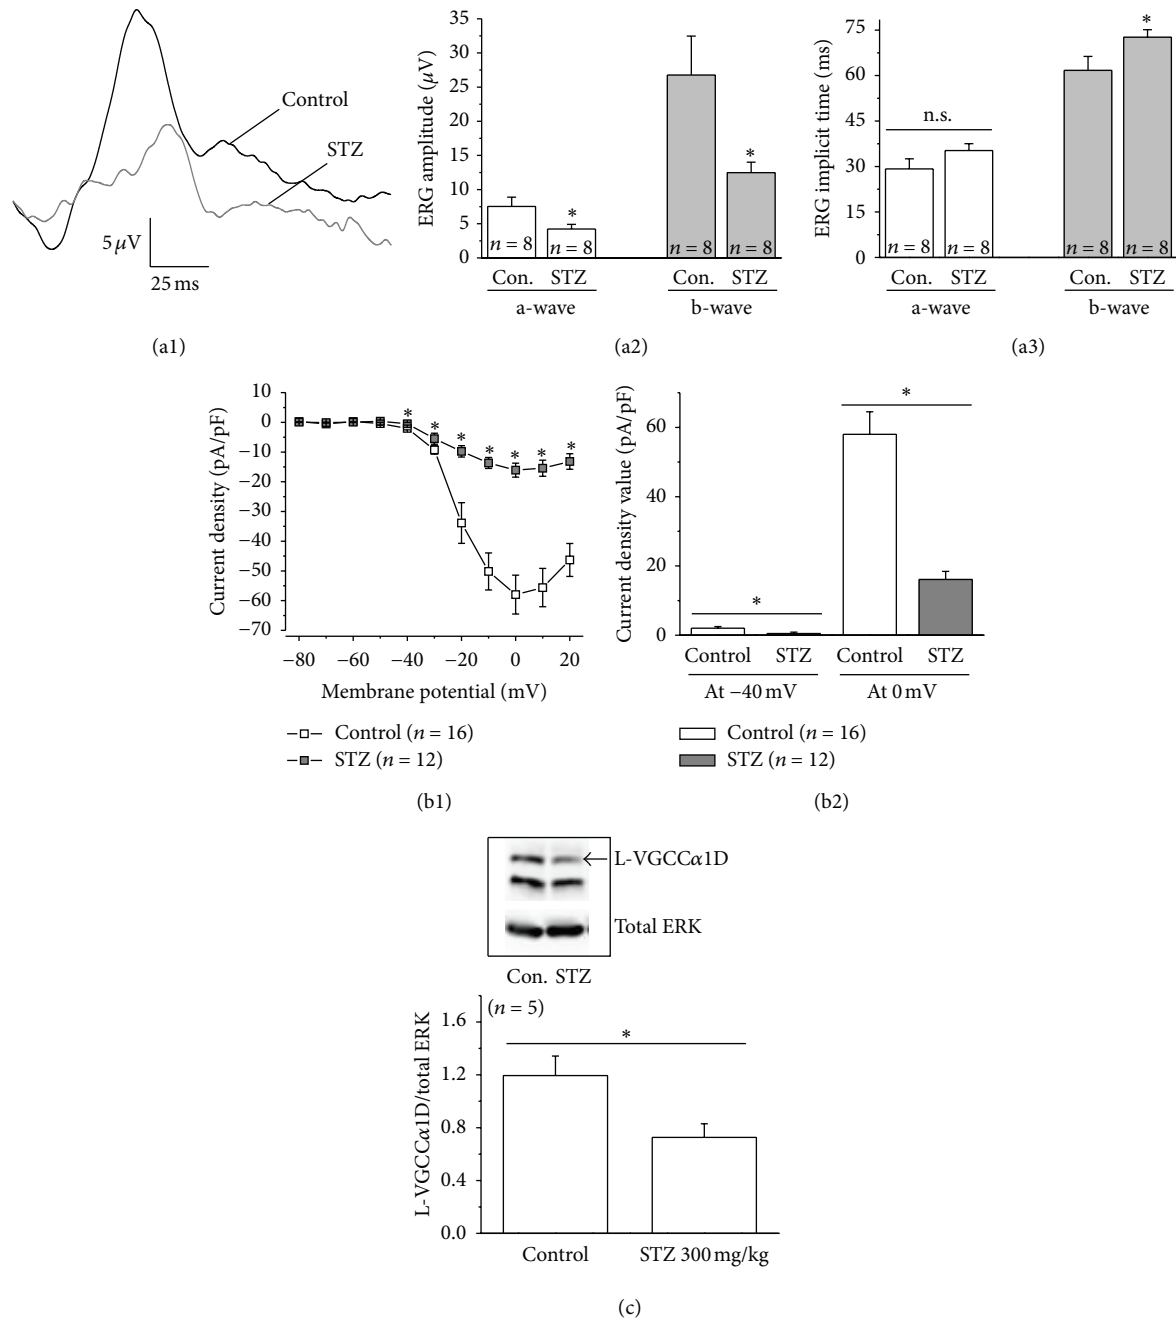 Control
STZ
5 μV
25 ms
(a1)
ERG amplitude (μV)
35
30
25
20
15
10
5
0
*
*
n = 8
n = 8
n = 8
n = 8
Con. STZ Con. STZ
a-wave b-wave
(a2)
ERG implicit time (ms)
75
60
45
30
15
0
n.s.
*
n = 8
n = 8
n = 8
n = 8
Con. STZ Con. STZ
a-wave b-wave
(a3)
Current density (pA/pF)
10
0
−10
−20
−30
−40
−50
−60
−70
* * * * * * *
−80 −60 −40 −20 0 20
Membrane potential (mV)
Control (n = 16)
STZ (n = 12)
(b1)
Current density value (pA/pF)
60
40
20
0
*
*
Control STZ Control STZ
At −40 mV At 0 mV
Control (n = 16)
STZ (n = 12)
(b2)
L-VGCCα1D
Total ERK
Con. STZ
L-VGCCα1D/total ERK
(n = 5)
1.6
1.2
0.8
0.4
0.0
*
Control STZ 300 mg/kg
(c)